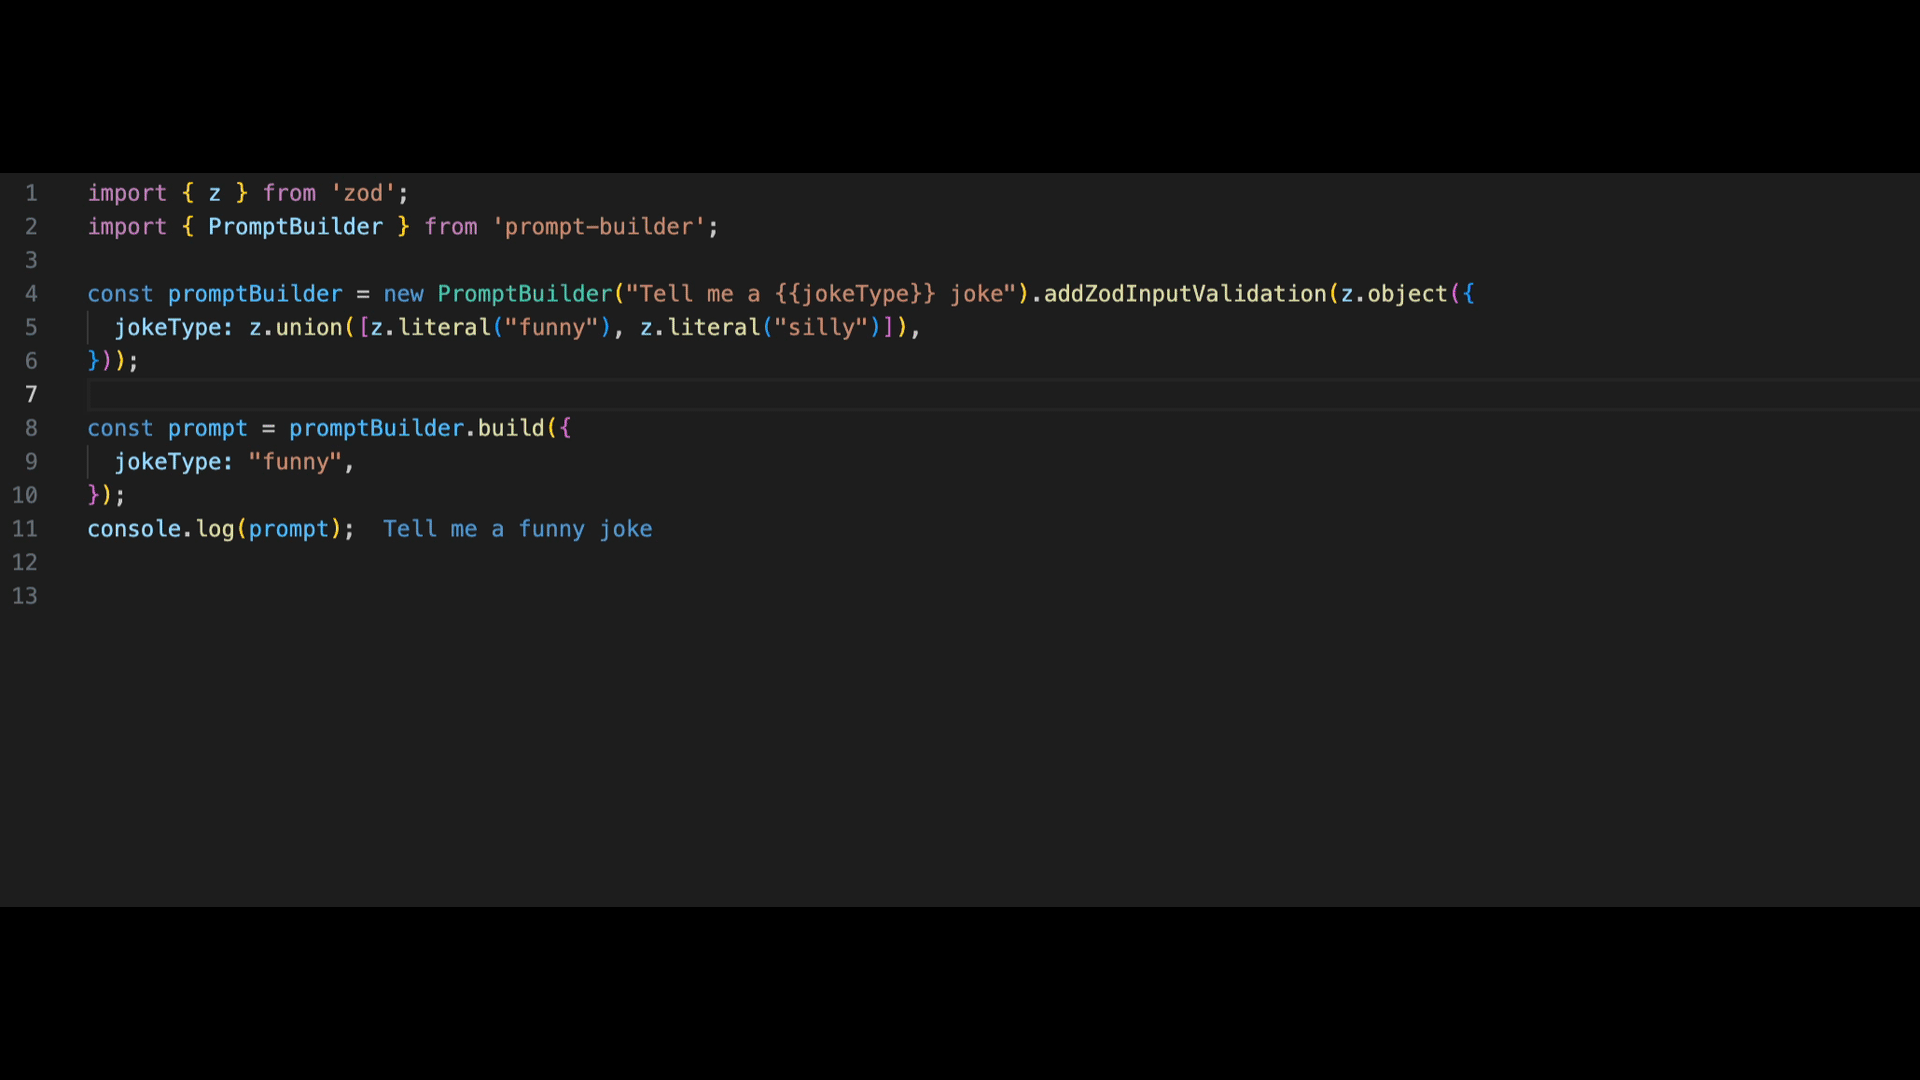 1 import { z } from 'zod';
2 import { PromptBuilder } from 'prompt-builder';
3
4 const promptBuilder = new PromptBuilder("Tell me a {{jokeType}} joke").addZodInputValidation(z.object({
5   jokeType: z.union([z.literal("funny"), z.literal("silly")]),
6 }));
7
8 const prompt = promptBuilder.build({
9   jokeType: "funny",
10 });
11 console.log(prompt);  Tell me a funny joke
12
13